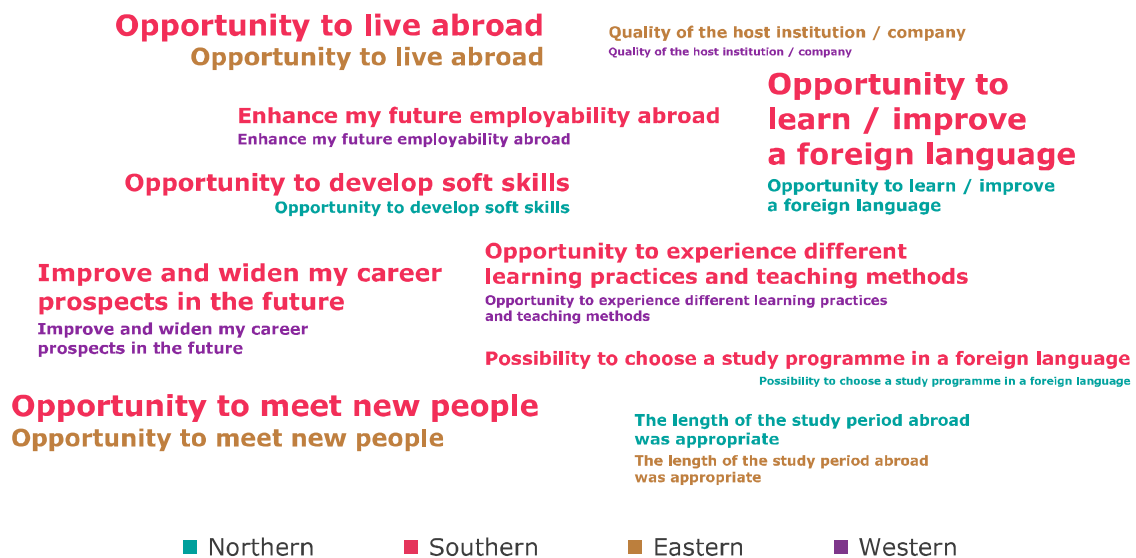 Opportunity to live abroad
Opportunity to live abroad
Quality of the host institution / company
Quality of the host institution / company
Enhance my future employability abroad
Enhance my future employability abroad
Opportunity to
learn / improve
a foreign language
Opportunity to learn / improve
a foreign language
Opportunity to develop soft skills
Opportunity to develop soft skills
Improve and widen my career
prospects in the future
Improve and widen my career
prospects in the future
Opportunity to experience different
learning practices and teaching methods
Opportunity to experience different learning practices
and teaching methods
Possibility to choose a study programme in a foreign language
Possibility to choose a study programme in a foreign language
Opportunity to meet new people
Opportunity to meet new people
The length of the study period abroad
was appropriate
The length of the study period abroad
was appropriate
Northern Southern Eastern Western